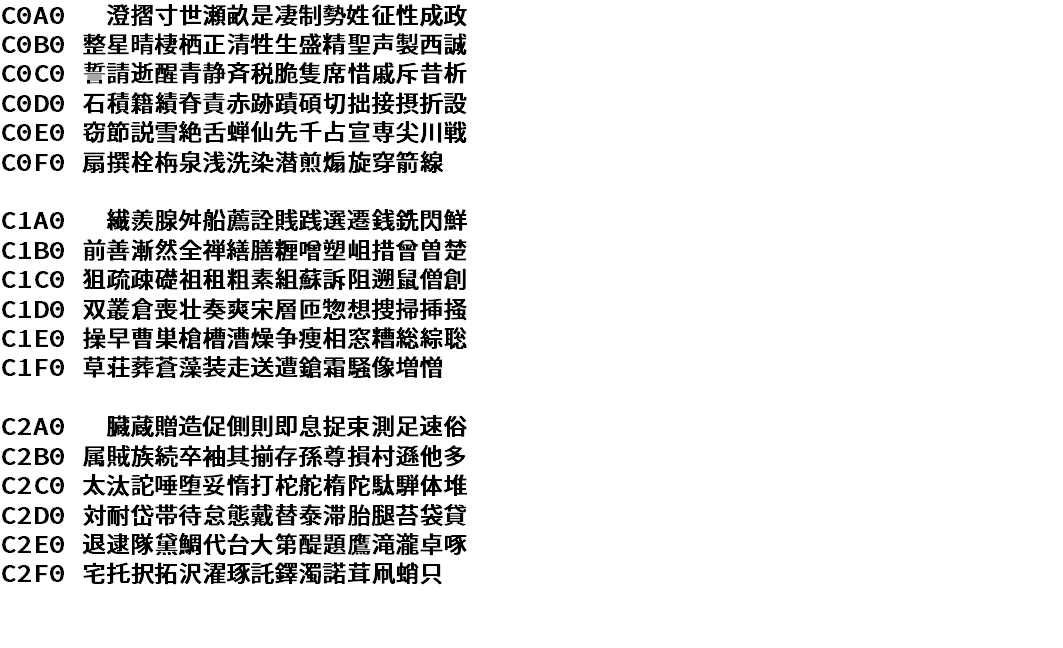 C0A0 澄摺寸世瀬畝是凄制勢姓征性成政
C0B0 整星晴棲栖正清牲生盛精聖声製西誠
C0C0 誓請逝醒青静斉税脆隻席惜戚斥昔析
C0D0 石積籍績脊責赤跡蹟碩切拙接摂折設
C0E0 窃節説雪絶舌蝉仙先千占宣専尖川戦
C0F0 扇撰栓栴泉浅洗染潜煎煽旋穿箭線
C1A0 繊羨腺舛船薦詮賎践選遷銭銑閃鮮
C1B0 前善漸然全禅繕膳糎噌塑岨措曾曽楚
C1C0 狙疏疎礎祖租粗素組蘇訴阻遡鼠僧創
C1D0 双叢倉喪壮奏爽宋層匝惣想捜掃挿掻
C1E0 操早曹巣槍槽漕燥争痩相窓糟総綜聡
C1F0 草荘葬蒼藻装走送遭鎗霜騒像増憎
C2A0 臓蔵贈造促側則即息捉束測足速俗
C2B0 属賊族続卒袖其揃存孫尊損村遜他多
C2C0 太汰詑唾堕妥惰打柁舵楕陀駄騨体堆
C2D0 対耐岱帯待怠態戴替泰滞胎腿苔袋貸
C2E0 退逮隊黛鯛代台大第醍題鷹滝瀧卓啄
C2F0 宅托択拓沢濯琢託鐸濁諾茸凧蛸只